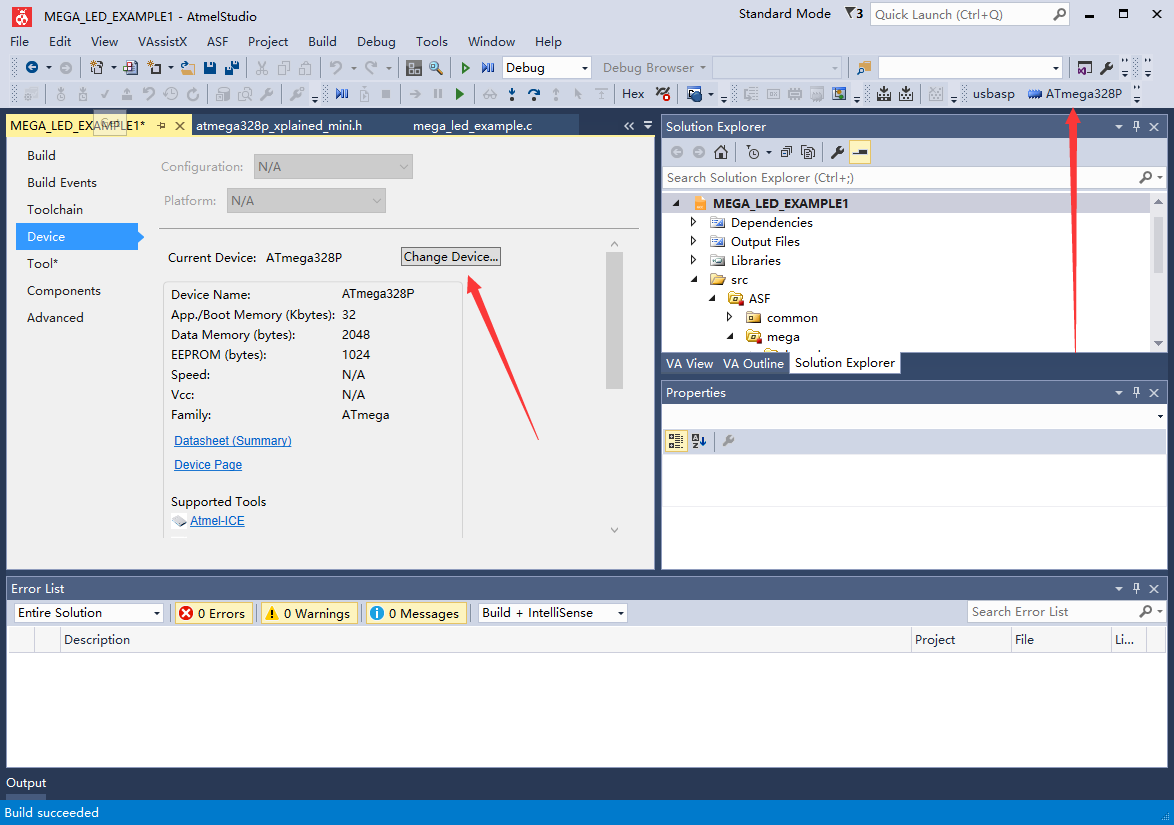 MEGA_LED_EXAMPLE1 - AtmelStudio
Standard Mode
3
Quick Launch (Ctrl+Q)
File Edit View VAssistX ASF Project Build Debug Tools Window Help
Debug
Debug Browser
Hex
usbasp
ATmega328P
MEGA_LED_EXAMPLE1*
atmega328p_xplained_mini.h
mega_led_example.c
Build
Build Events
Toolchain
Device
Tool*
Components
Advanced
Configuration: N/A
Platform: N/A
Current Device: ATmega328P
Change Device...
Device Name: ATmega328P
App./Boot Memory (Kbytes): 32
Data Memory (bytes): 2048
EEPROM (bytes): 1024
Speed: N/A
Vcc: N/A
Family: ATmega
Datasheet (Summary)
Device Page
Supported Tools
Atmel-ICE
Solution Explorer
Search Solution Explorer (Ctrl+;)
MEGA_LED_EXAMPLE1
Dependencies
Output Files
Libraries
src
ASF
common
mega
VA View VA Outline Solution Explorer
Properties
Error List
Entire Solution
0 Errors
0 Warnings
0 Messages
Build + IntelliSense
Search Error List
Description Project File Li...
Output
Build succeeded